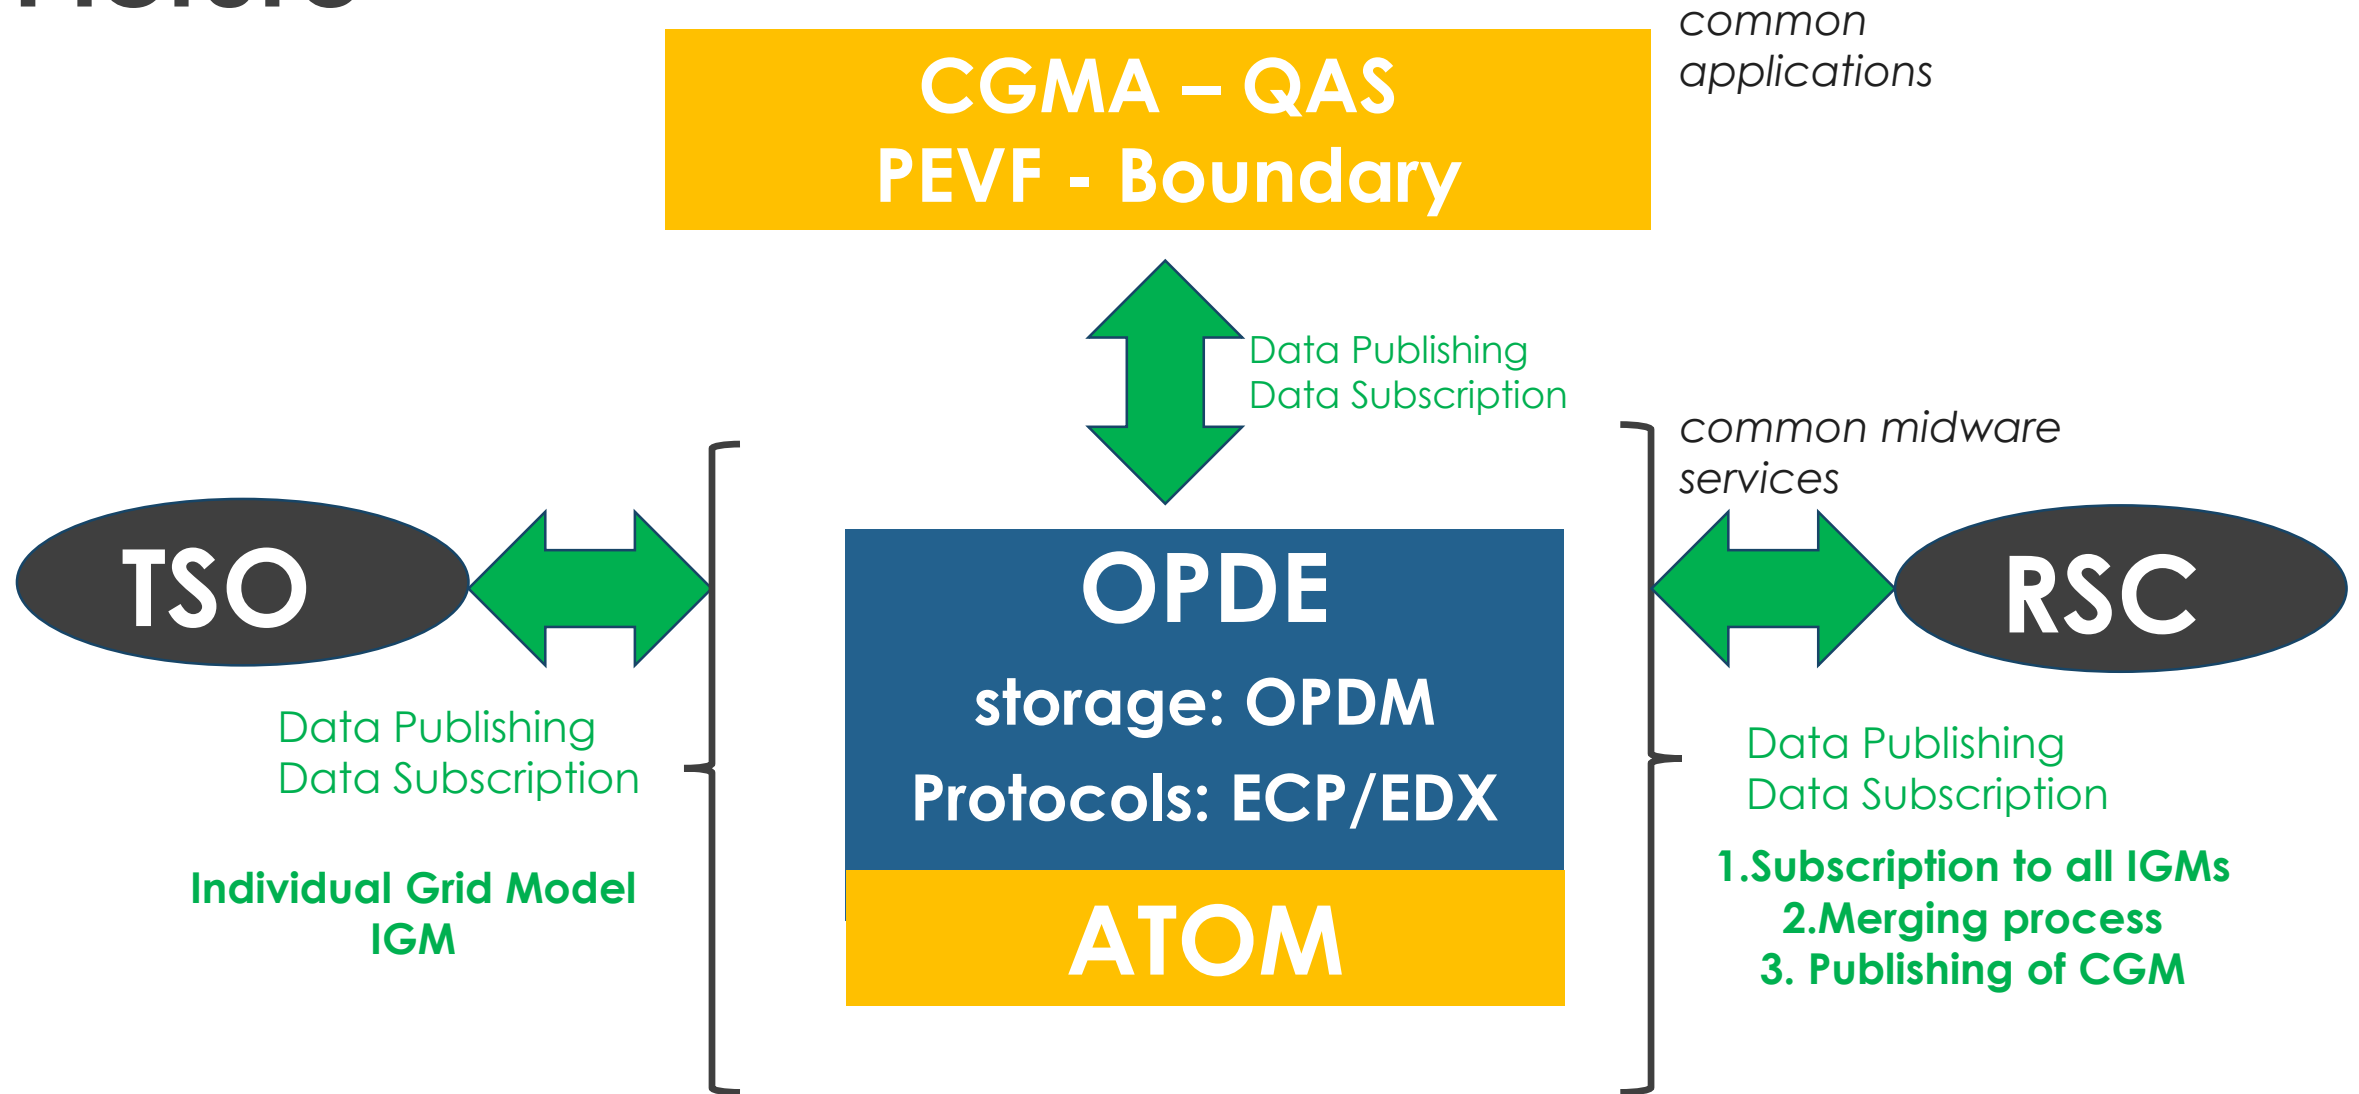 common
applications
CGMA – QAS
PEVF - Boundary
Data Publishing
Data Subscription
common midware
services
TSO
OPDE
storage: OPDM
Protocols: ECP/EDX
ATOM
RSC
Data Publishing
Data Subscription
Individual Grid Model
IGM
Data Publishing
Data Subscription
1.Subscription to all IGMs
2.Merging process
3. Publishing of CGM